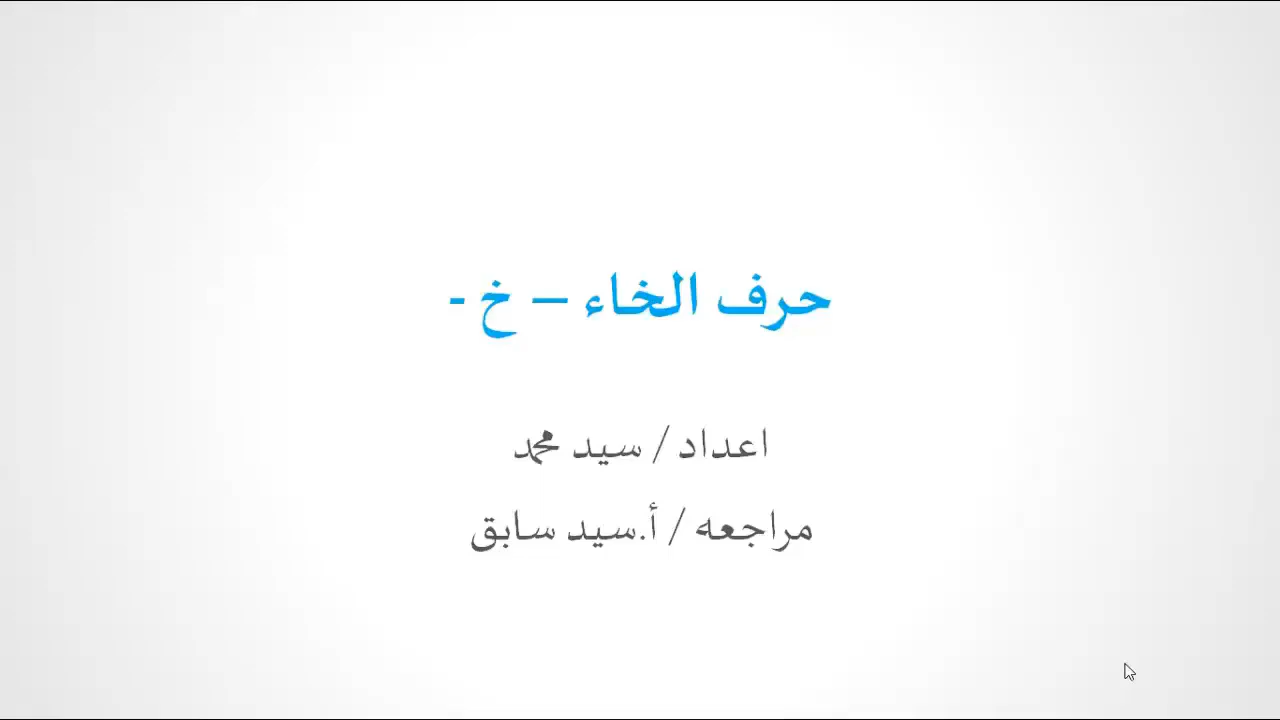 حرف الخاء – خ -
اعداد / سيد محمد
مراجعه / أ.سيد سابق